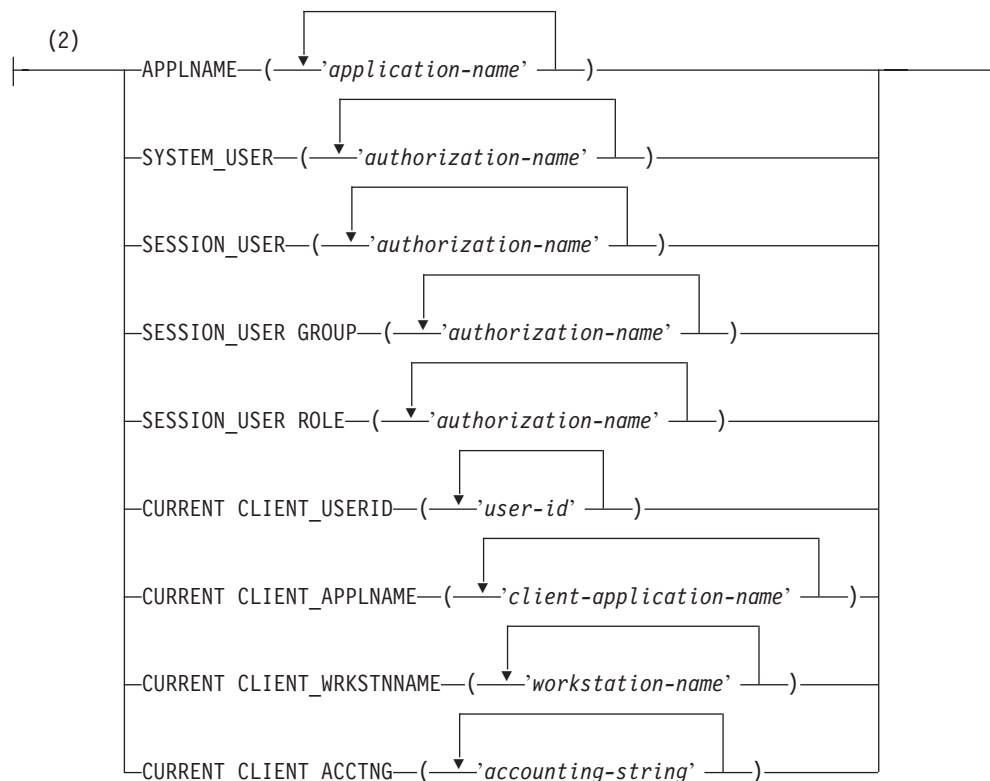 (2)
APPLNAME ( 'application-name' )
SYSTEM_USER ( 'authorization-name' )
SESSION_USER ( 'authorization-name' )
SESSION_USER GROUP ( 'authorization-name' )
SESSION_USER ROLE ( 'authorization-name' )
CURRENT CLIENT_USERID ( 'user-id' )
CURRENT CLIENT_APPLNAME ( 'client-application-name' )
CURRENT CLIENT_WRKSTNNAME ( 'workstation-name' )
CURRENT CLIENT_ACCTNG ( 'accounting-string' )